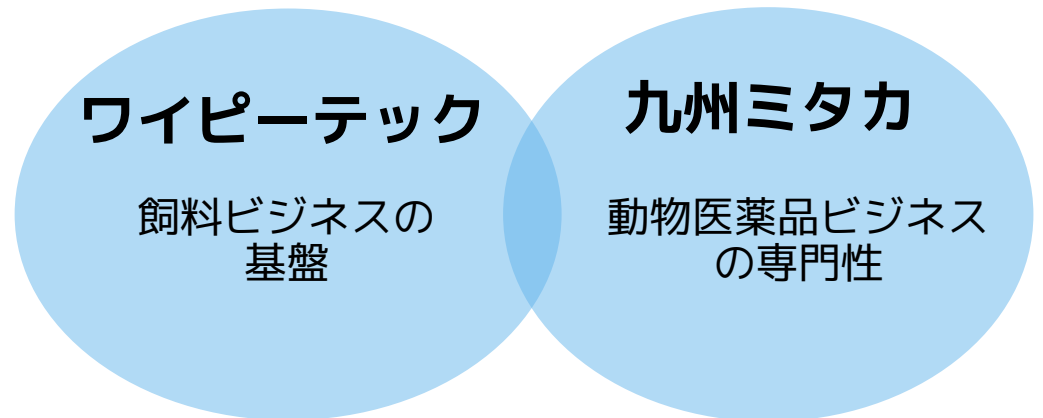 ワイピーテック
飼料ビジネスの
基盤
九州ミタカ
動物医薬品ビジネス
の専門性